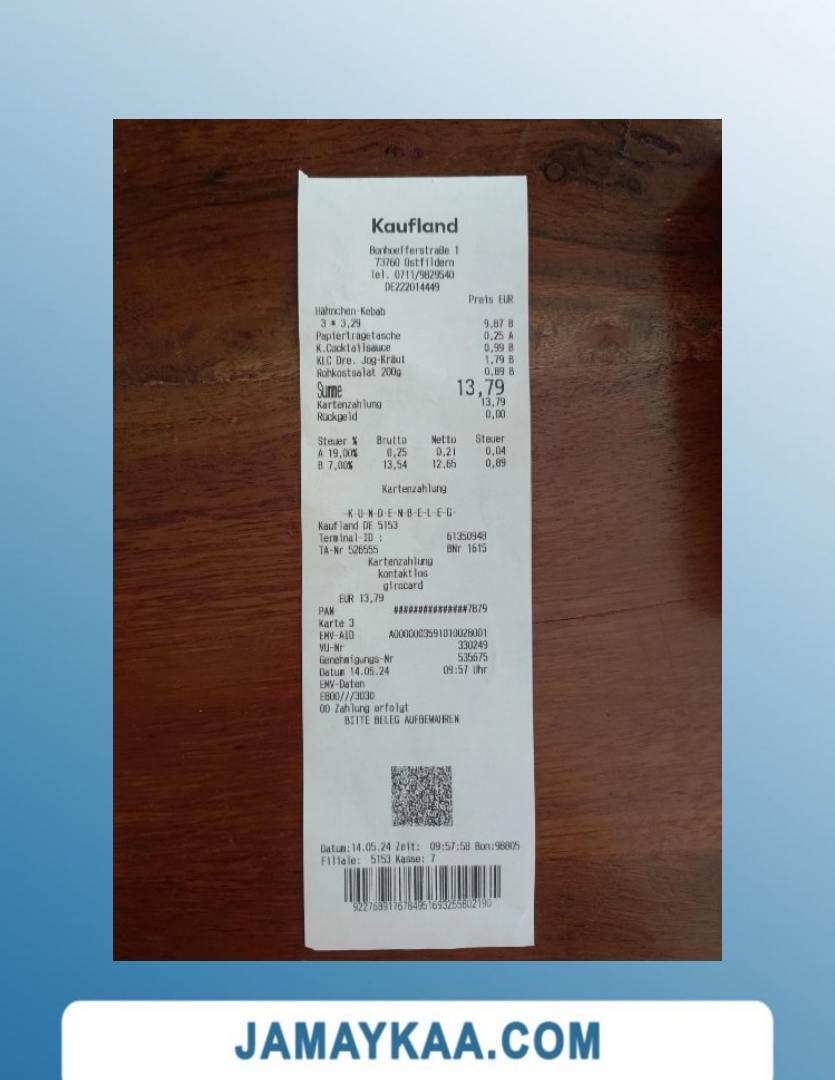 Kaufland
Bonhoefferstraße 1
73760 Ostfildern
Tel. 0711/9829540
DE222014449
Preis EUR
Hähnchen-Kebab
3 * 3,29 9,87 B
Papiertragetasche 0,25 A
K.Cocktailsauce 0,99 B
KLC Dre. Jog-Kräut 1,79 B
Rohkostsalat 200g 0,89 B
Summe 13,79
Kartenzahlung 13,79
Rückgeld 0,00
Steuer % Brutto Netto Steuer
A 19,00% 0,25 0,21 0,04
B 7,00% 13,54 12,65 0,89
Kartenzahlung
-K-U-N-D-E-N-B-E-L-E-G-
Kaufland DE 5153
Terminal-ID : 61350948
TA-Nr 526555 BNr 1615
Kartenzahlung
kontaktlos
girocard
EUR 13,79
PAN ###############7879
Karte 3
EMV-AID A0000003591010028001
VU-Nr 330249
Genehmigungs-Nr 535675
Datum 14.05.24 09:57 Uhr
EMV-Daten
EB00///3030
00 Zahlung erfolgt
BITTE BELEG AUFBEWAHREN
Datum:14.05.24 Zeit: 09:57:58 Bon:98805
Filiale: 5153 Kasse: 7
JAMAYKAA.COM